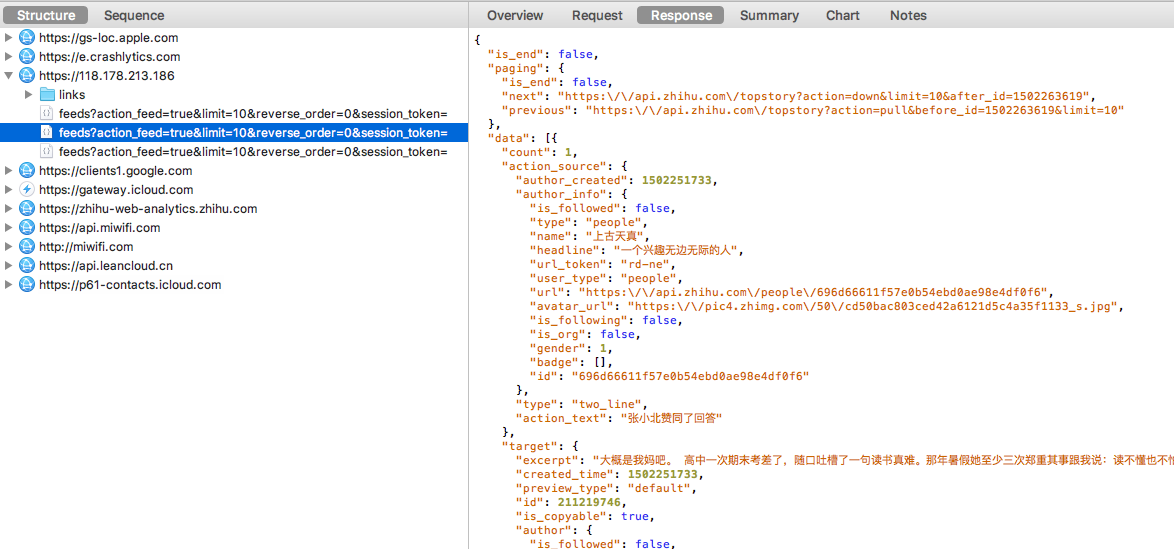 Structure Sequence
https://gs-loc.apple.com
https://e.crashlytics.com
https://118.178.213.186
links
feeds?action_feed=true&limit=10&reverse_order=0&session_token=
feeds?action_feed=true&limit=10&reverse_order=0&session_token=
feeds?action_feed=true&limit=10&reverse_order=0&session_token=
https://clients1.google.com
https://gateway.icloud.com
https://zhihu-web-analytics.zhihu.com
https://api.miwifi.com
http://miwifi.com
https://api.leancloud.cn
https://p61-contacts.icloud.com
Overview Request Response Summary Chart Notes
{
"is_end": false,
"paging": {
"is_end": false,
"next": "https:\/\/api.zhihu.com\/topstory?action=down&limit=10&after_id=1502263619",
"previous": "https:\/\/api.zhihu.com\/topstory?action=pull&before_id=1502263619&limit=10"
},
"data": [{
"count": 1,
"action_source": {
"author_created": 1502251733,
"author_info": {
"is_followed": false,
"type": "people",
"name": "上古天真",
"headline": "一个兴趣无边无际的人",
"url_token": "rd-ne",
"user_type": "people",
"url": "https:\/\/api.zhihu.com\/people\/696d66611f57e0b54ebd0ae98e4df0f6",
"avatar_url": "https:\/\/pic4.zhimg.com\/50\/cd50bac803ced42a6121d5c4a35f1133_s.jpg",
"is_following": false,
"is_org": false,
"gender": 1,
"badge": [],
"id": "696d66611f57e0b54ebd0ae98e4df0f6"
},
"type": "two_line",
"action_text": "张小北赞同了回答"
},
"target": {
"excerpt": "大概是我妈吧。 高中一次期末考差了，随口吐槽了一句读书真难。那年暑假她至少三次郑重其事跟我说：读不懂也不怕
"created_time": 1502251733,
"preview_type": "default",
"id": 211219746,
"is_copyable": true,
"author": {
"is_followed": false,